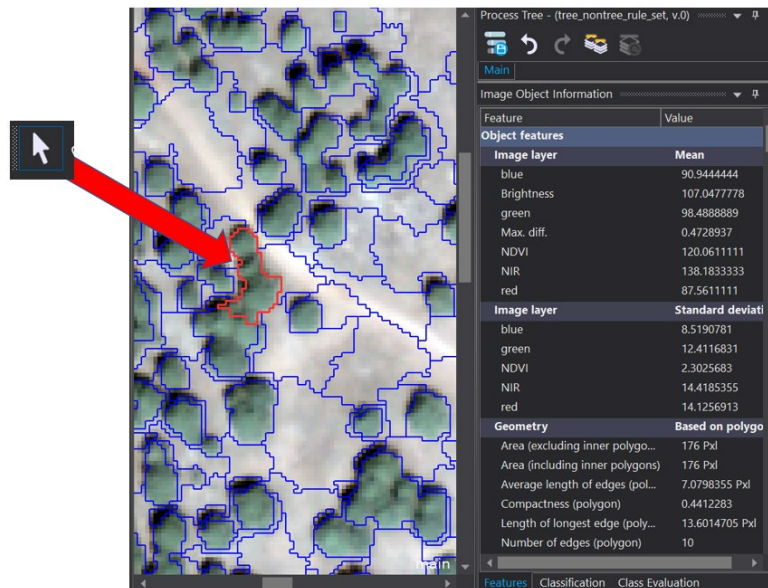 Process Tree - (tree_nontree_rule_set, v.0)
Main
Image Object Information
Feature Value
Object features
Image layer Mean
blue 90.9444444
Brightness 107.0477778
green 98.4888889
Max. diff. 0.4728937
NDVI 120.0611111
NIR 138.1833333
red 87.5611111
Image layer Standard deviati
blue 8.5190781
green 12.4116831
NDVI 2.3025683
NIR 14.4185355
red 14.1256913
Geometry Based on polygo
Area (excluding inner polygo... 176 Pxl
Area (including inner polygons) 176 Pxl
Average length of edges (pol... 7.0798355 Pxl
Compactness (polygon) 0.4412283
Length of longest edge (poly... 13.6014705 Pxl
Number of edges (polygon) 10
main
Features Classification Class Evaluation